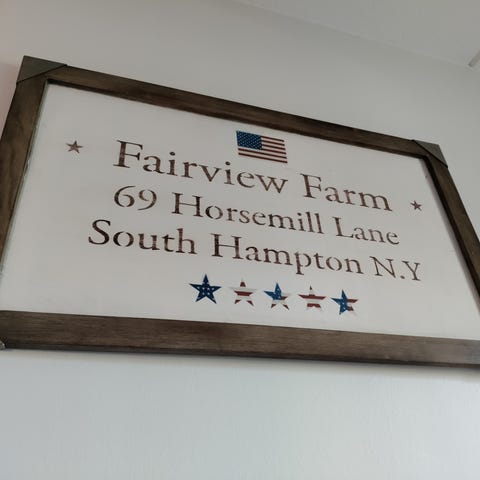 Fairview Farm
69 Horsemill Lane
South Hampton N.Y